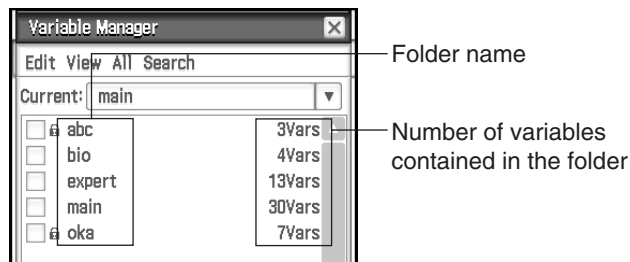 Variable Manager
Edit View All Search
Folder name
Current: main
abc 3Vars
Number of variables
contained in the folder
bio 4Vars
expert 13Vars
main 30Vars
oka 7Vars